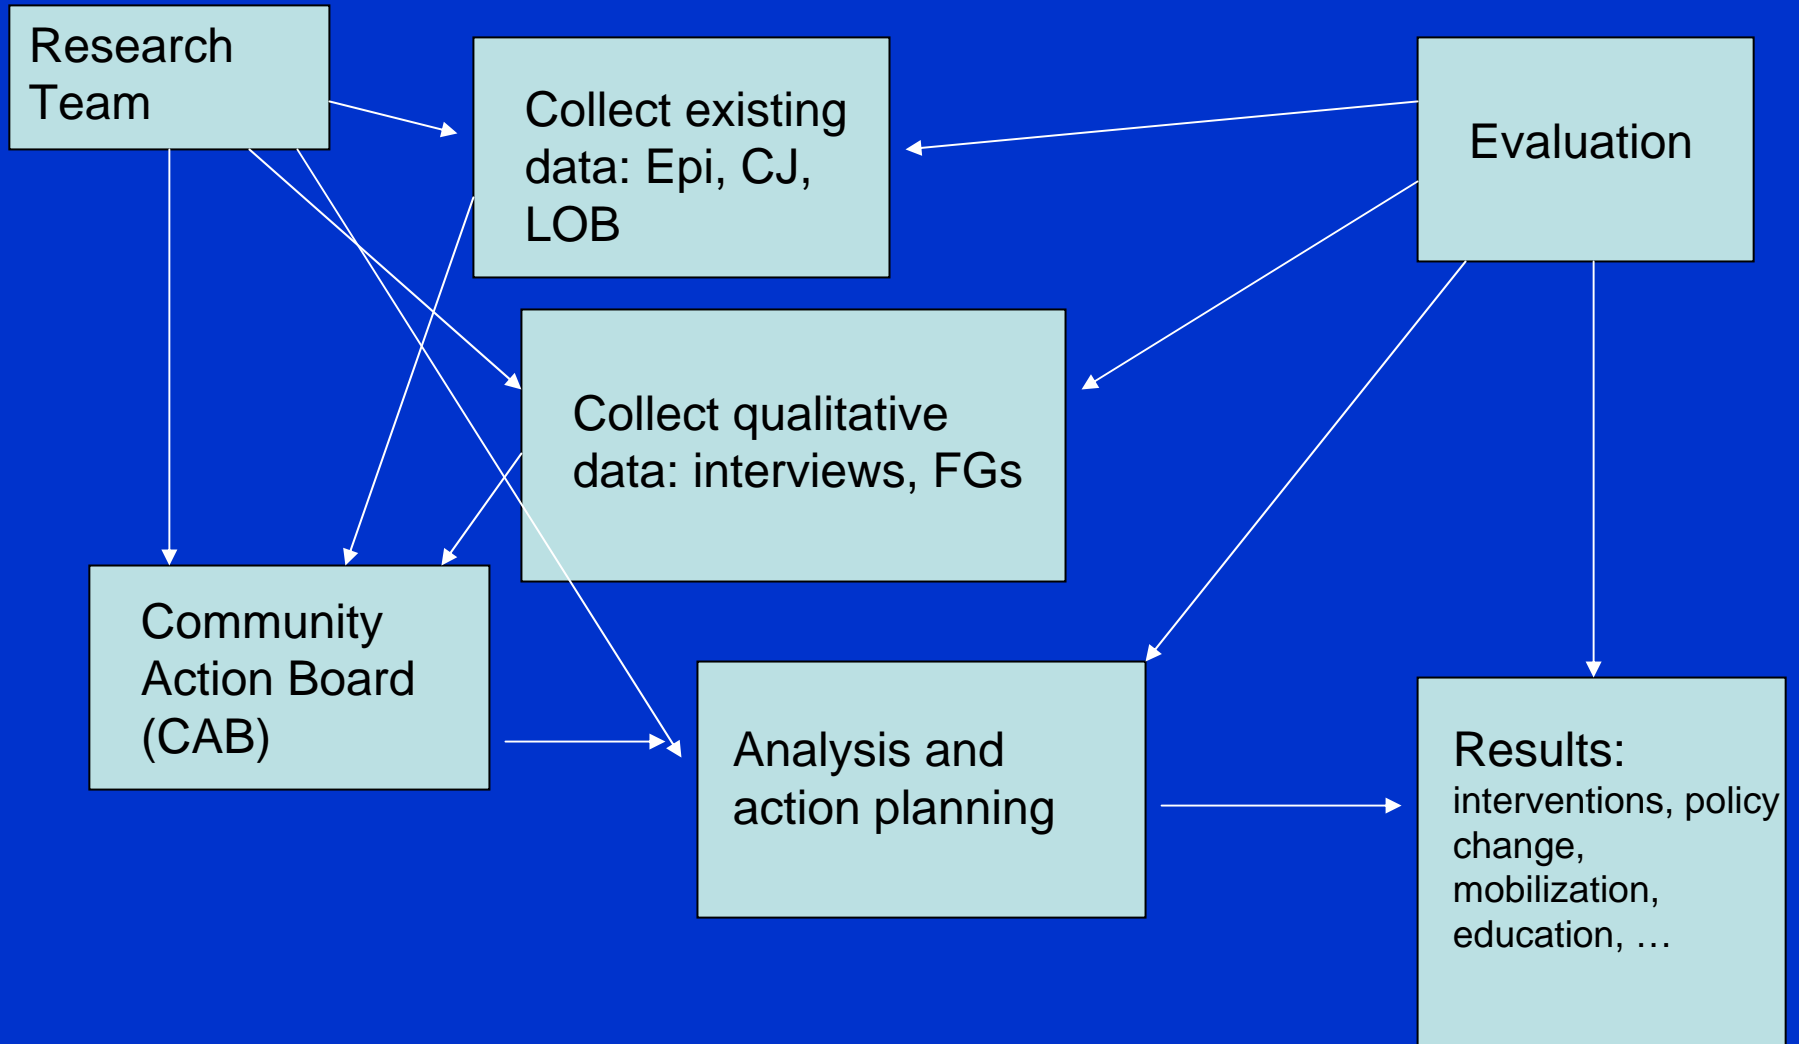 Research
Team
Collect existing
data: Epi, CJ,
LOB
Evaluation
Collect qualitative
data: interviews, FGs
Community
Action Board
(CAB)
Analysis and
action planning
Results:
interventions, policy
change,
mobilization,
education, …